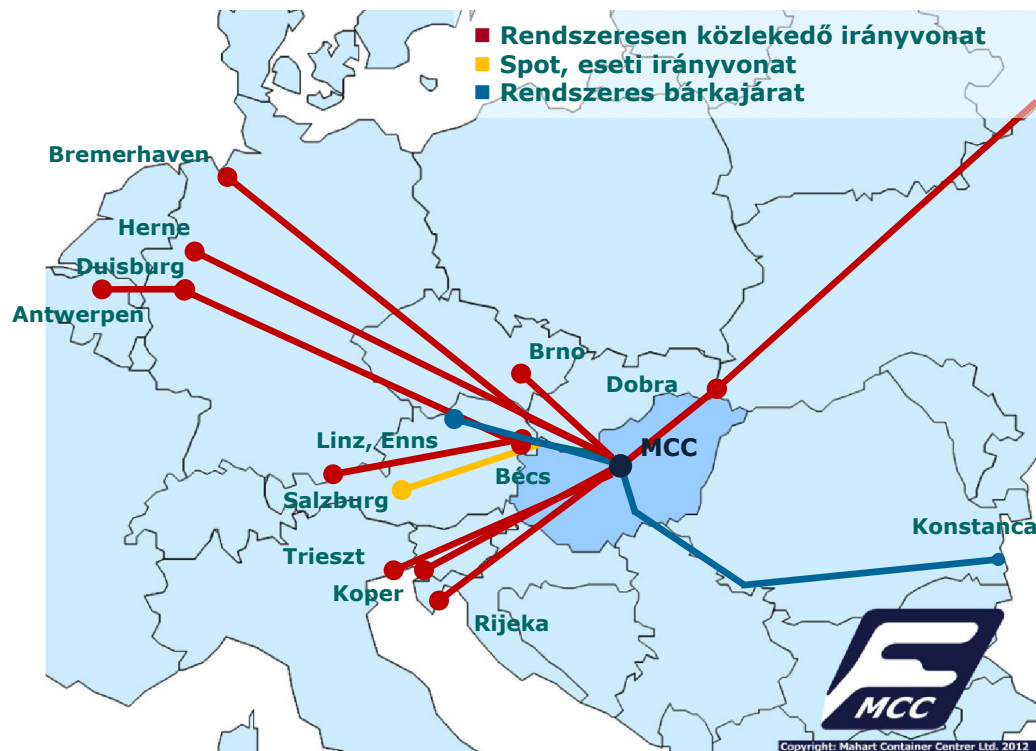 Rendszeresen közlekedő irányvonat
Spot, eseti irányvonat
Rendszeres bárkajárat
Bremerhaven
Herne
Duisburg
Antwerpen
Brno
Dobra
Linz, Enns
MCC
Bécs
Salzburg
Konstanca
Trieszt
Koper
Rijeka
MCC
Copyright: Mahart Container Centrer Ltd. 2012.